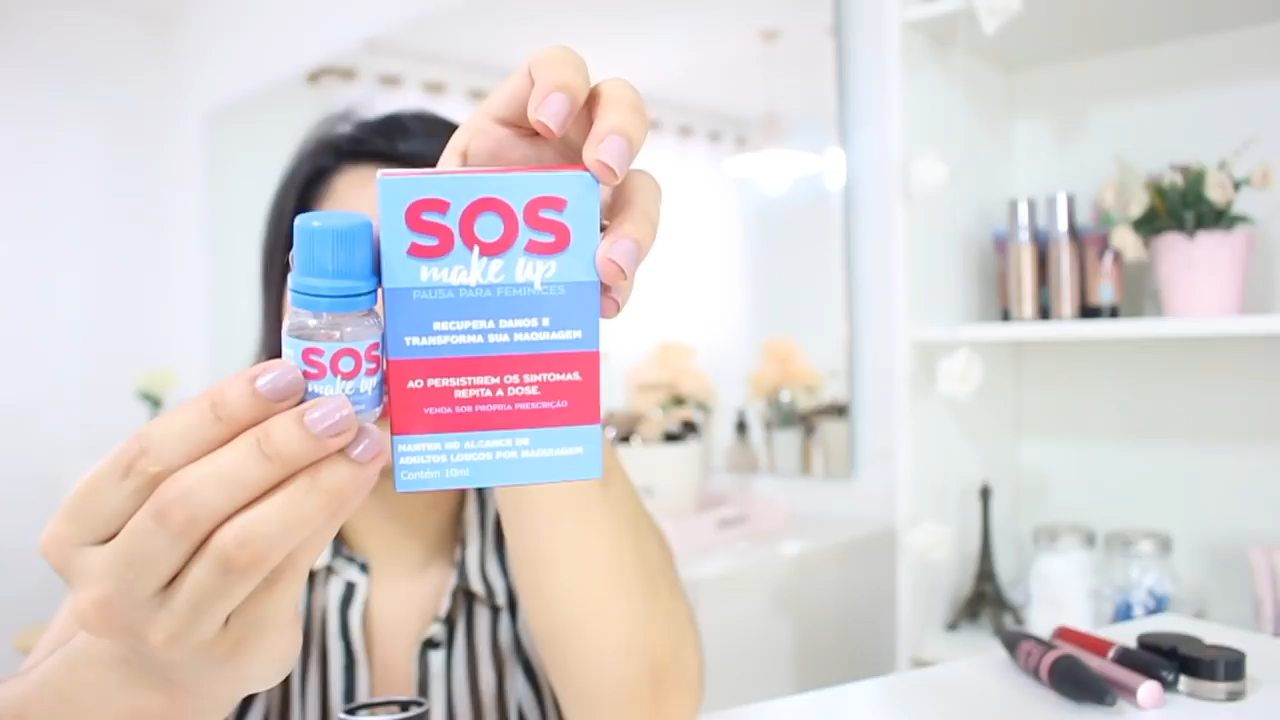 SOS
make up
PAUSA PARA FEMINICES
RECUPERA DANOS E
TRANSFORMA SUA MAQUIAGEM
AO PERSISTIREM OS SINTOMAS,
REPITA A DOSE.
VENDA SOB PRÓPRIA PRESCRIÇÃO
MANTER NO ALCANCE DE
ADULTOS LOUCOS POR MAQUIAGEM
Contém 10ml
SOS
make up